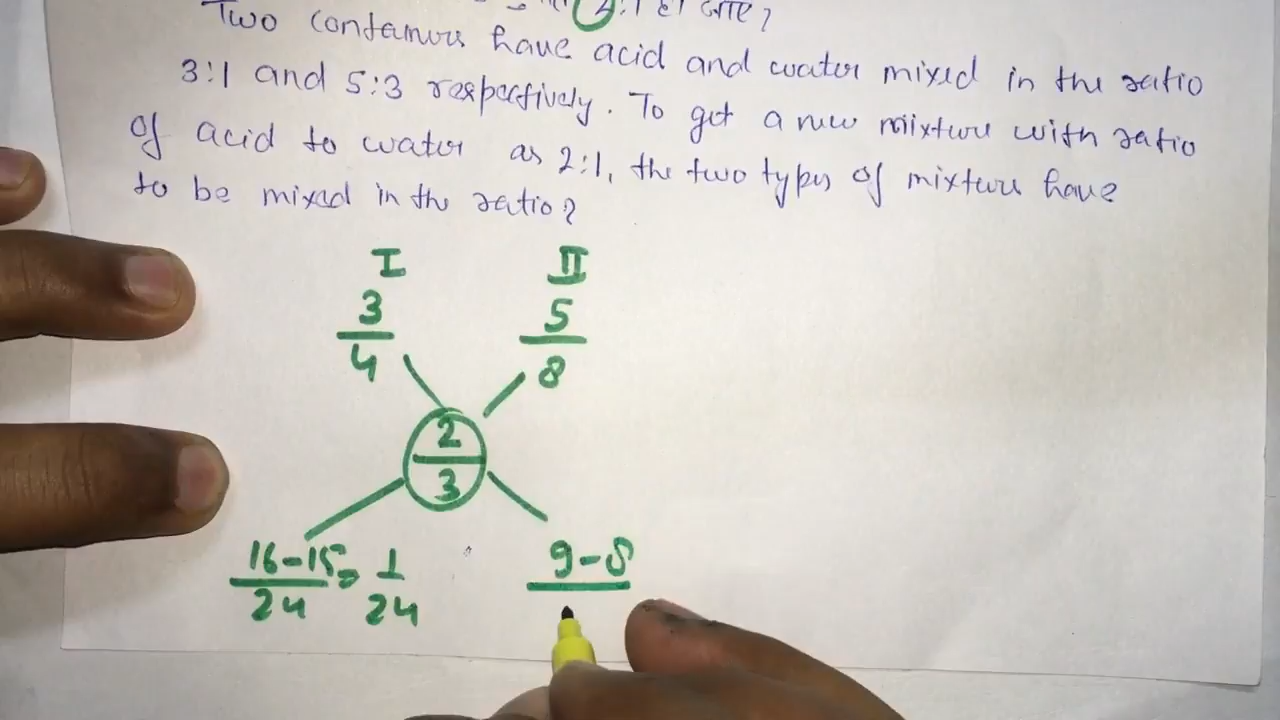 2:1 हो जाए?
Two containers have acid and water mixed in the ratio
3:1 and 5:3 respectively. To get a new mixture with ratio
of acid to water as 2:1, the two types of mixture have
to be mixed in the ratio?
I II
3 5
4 8
2
3
16-15 = 1 9-8
24 24